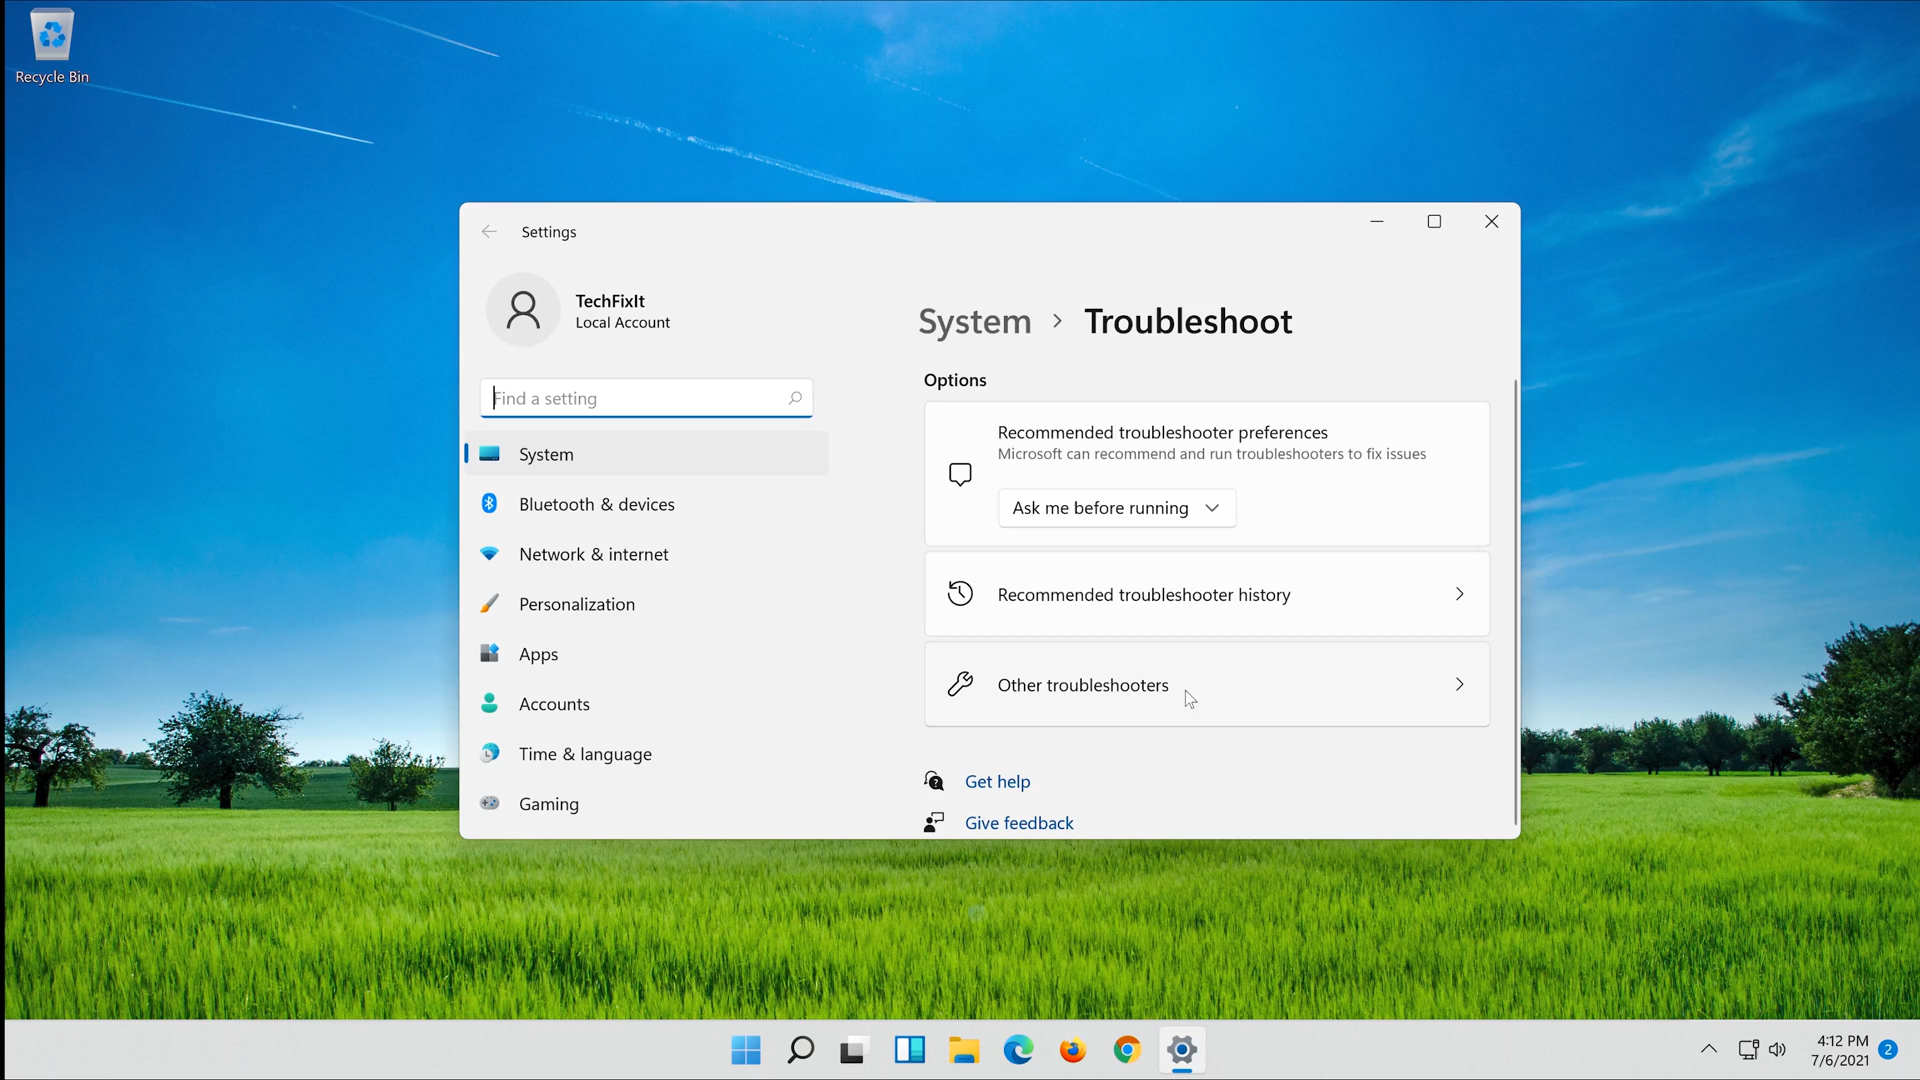 Recycle Bin
Settings
TechFixIt
Local Account
Find a setting
System
Bluetooth & devices
Network & internet
Personalization
Apps
Accounts
Time & language
Gaming
System > Troubleshoot
Options
Recommended troubleshooter preferences
Microsoft can recommend and run troubleshooters to fix issues
Ask me before running
Recommended troubleshooter history
Other troubleshooters
Get help
Give feedback
4:12 PM
7/6/2021
2